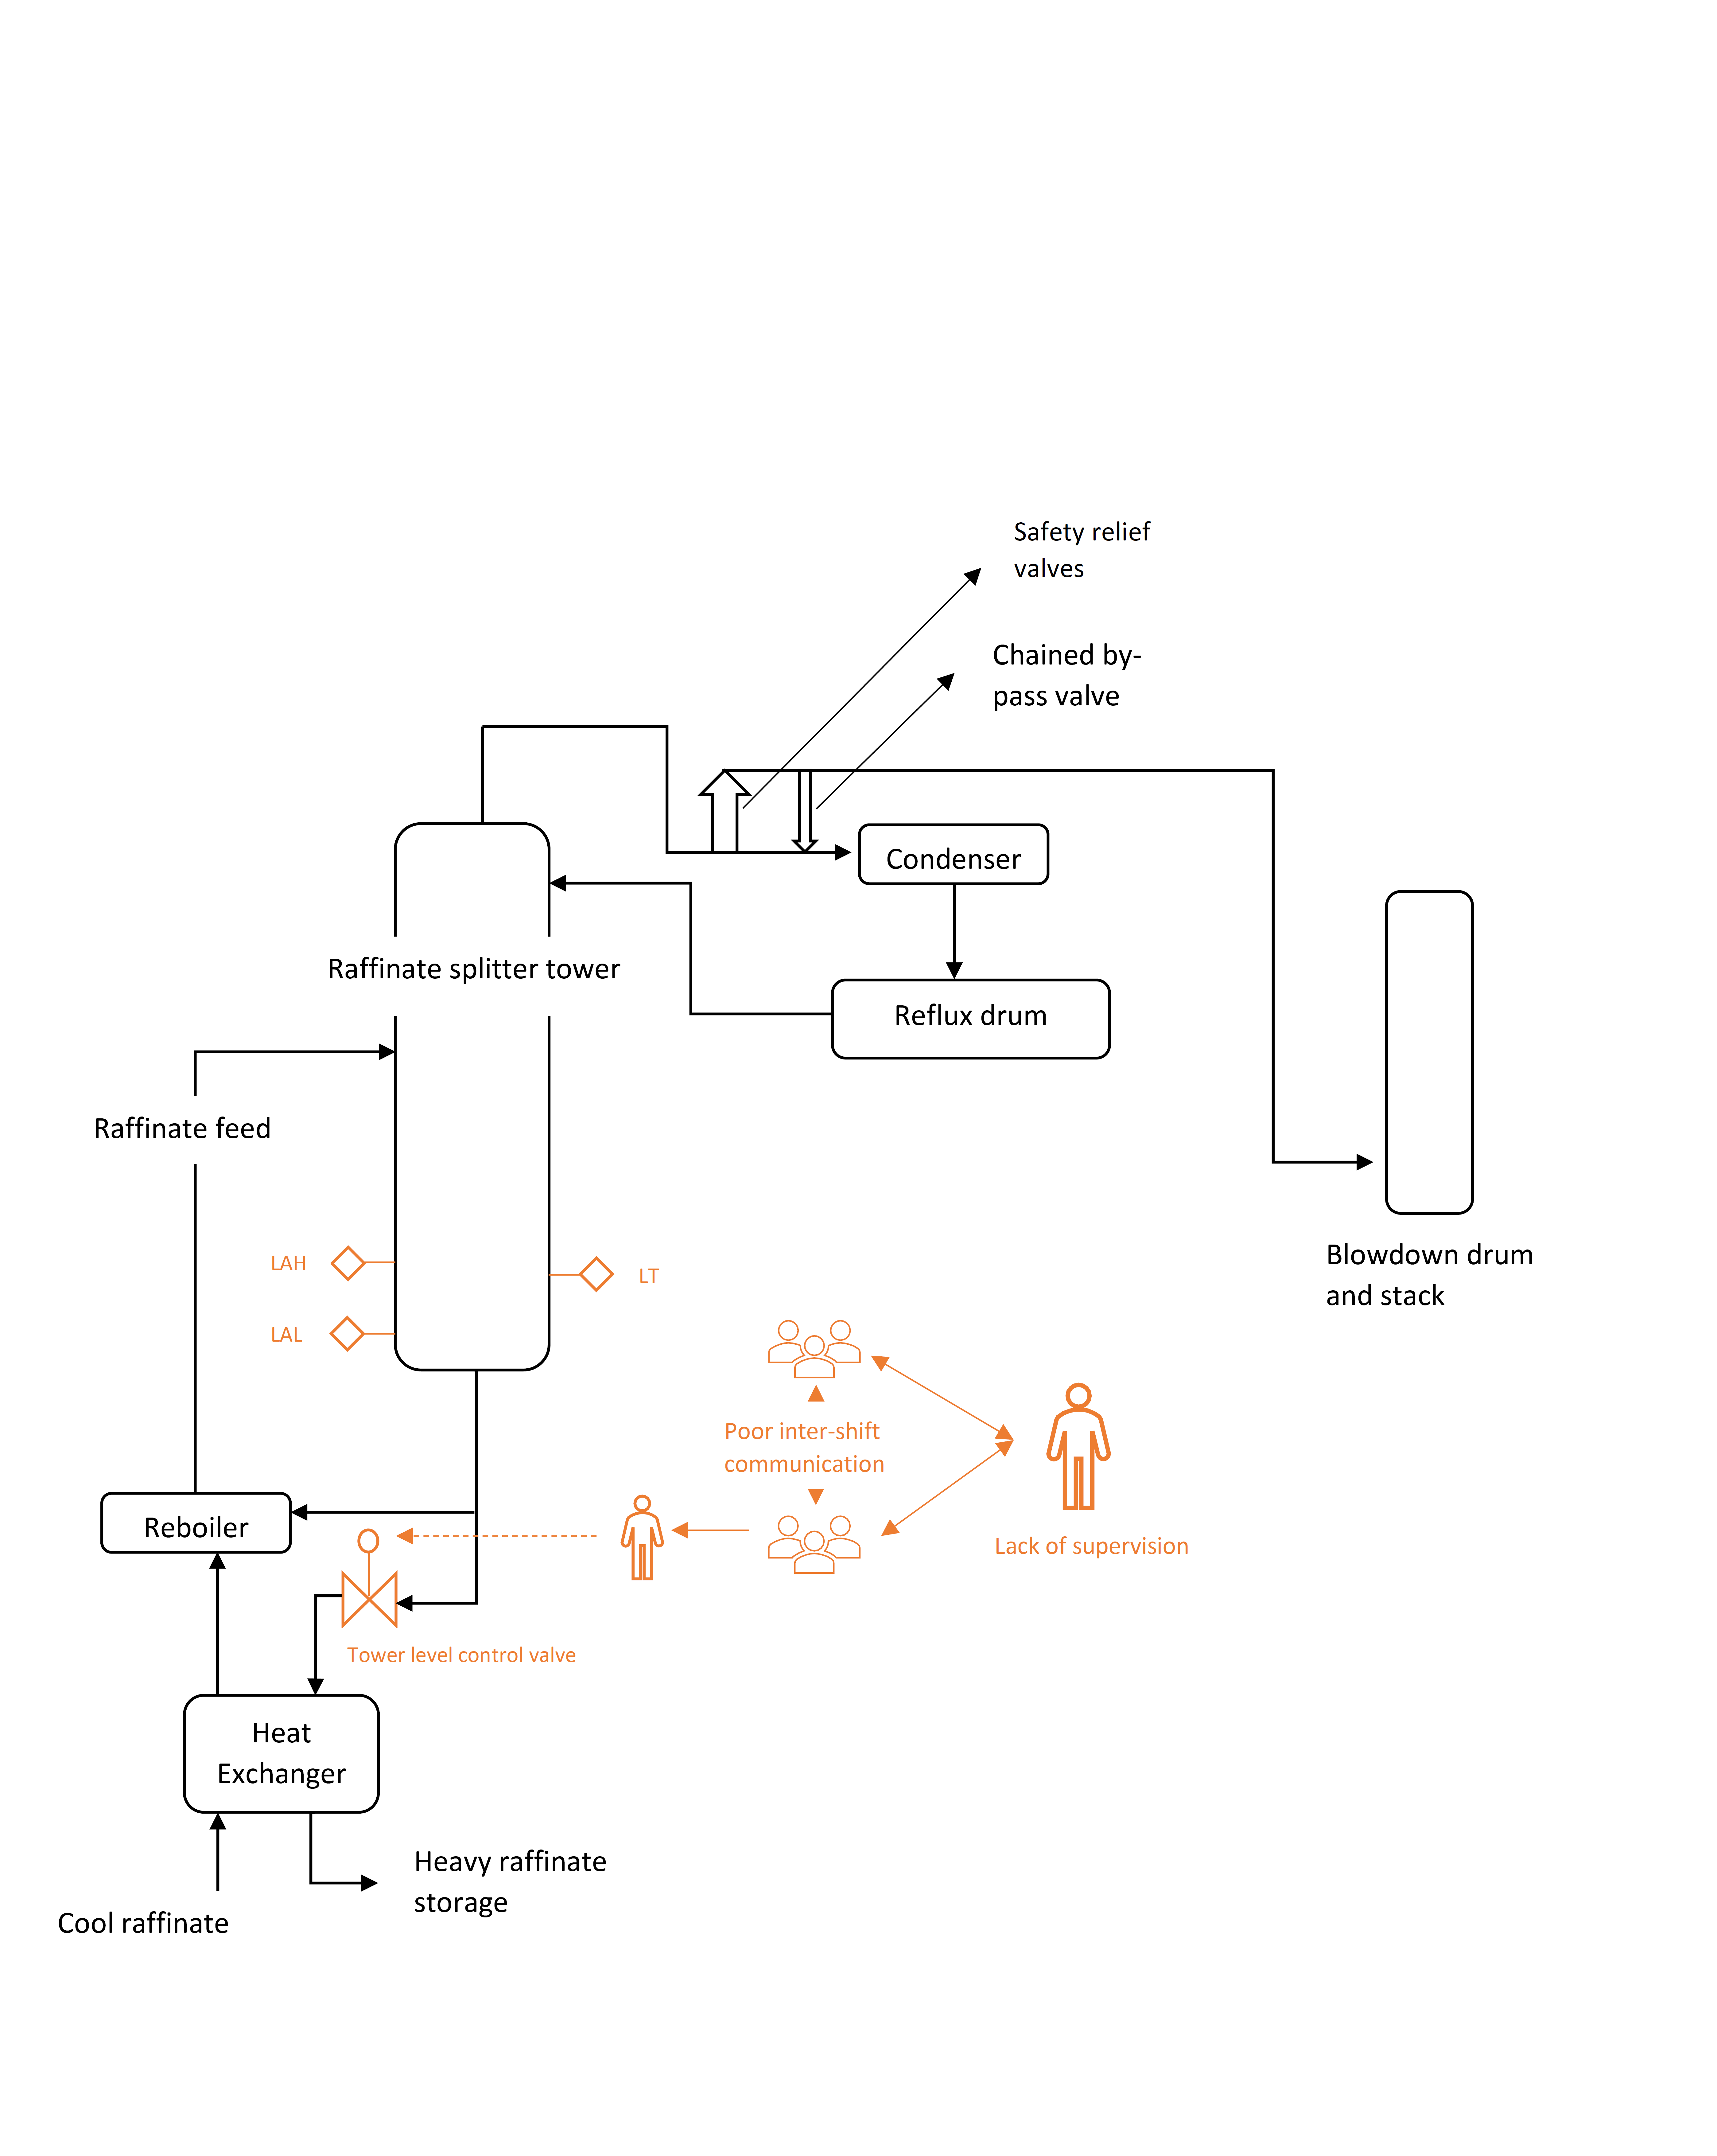 Safety relief
valves
Chained by-
pass valve
Condenser
Raffinate splitter tower
Reflux drum
Raffinate feed
LAH
LT
LAL
Blowdown drum
and stack
Poor inter-shift
communication
Reboiler
Lack of supervision
Tower level control valve
Heat
Exchanger
Heavy raffinate
storage
Cool raffinate